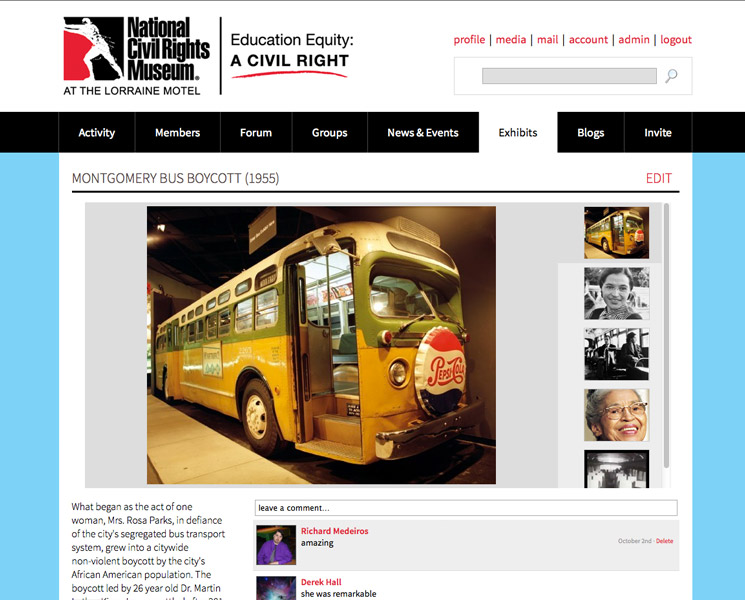 National
Civil Rights
Museum®
AT THE LORRAINE MOTEL
Education Equity:
A CIVIL RIGHT
profile | media | mail | account | admin | logout
Activity Members Forum Groups News & Events Exhibits Blogs Invite
MONTGOMERY BUS BOYCOTT (1955)
EDIT
PEPSI-COLA
What began as the act of one
woman, Mrs. Rosa Parks, in defiance
of the city's segregated bus transport
system, grew into a citywide
non-violent boycott by the city's
African American population. The
boycott led by 26 year old Dr. Martin
leave a comment...
Richard Medeiros
amazing
October 2nd · Delete
Derek Hall
she was remarkable